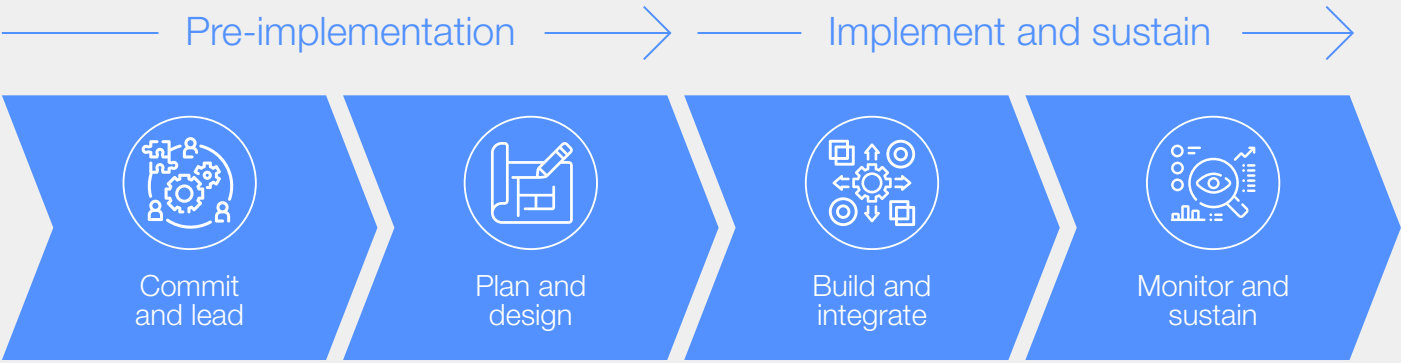 Pre-implementation
Implement and sustain
Commit
and lead
Plan and
design
Build and
integrate
Monitor and
sustain